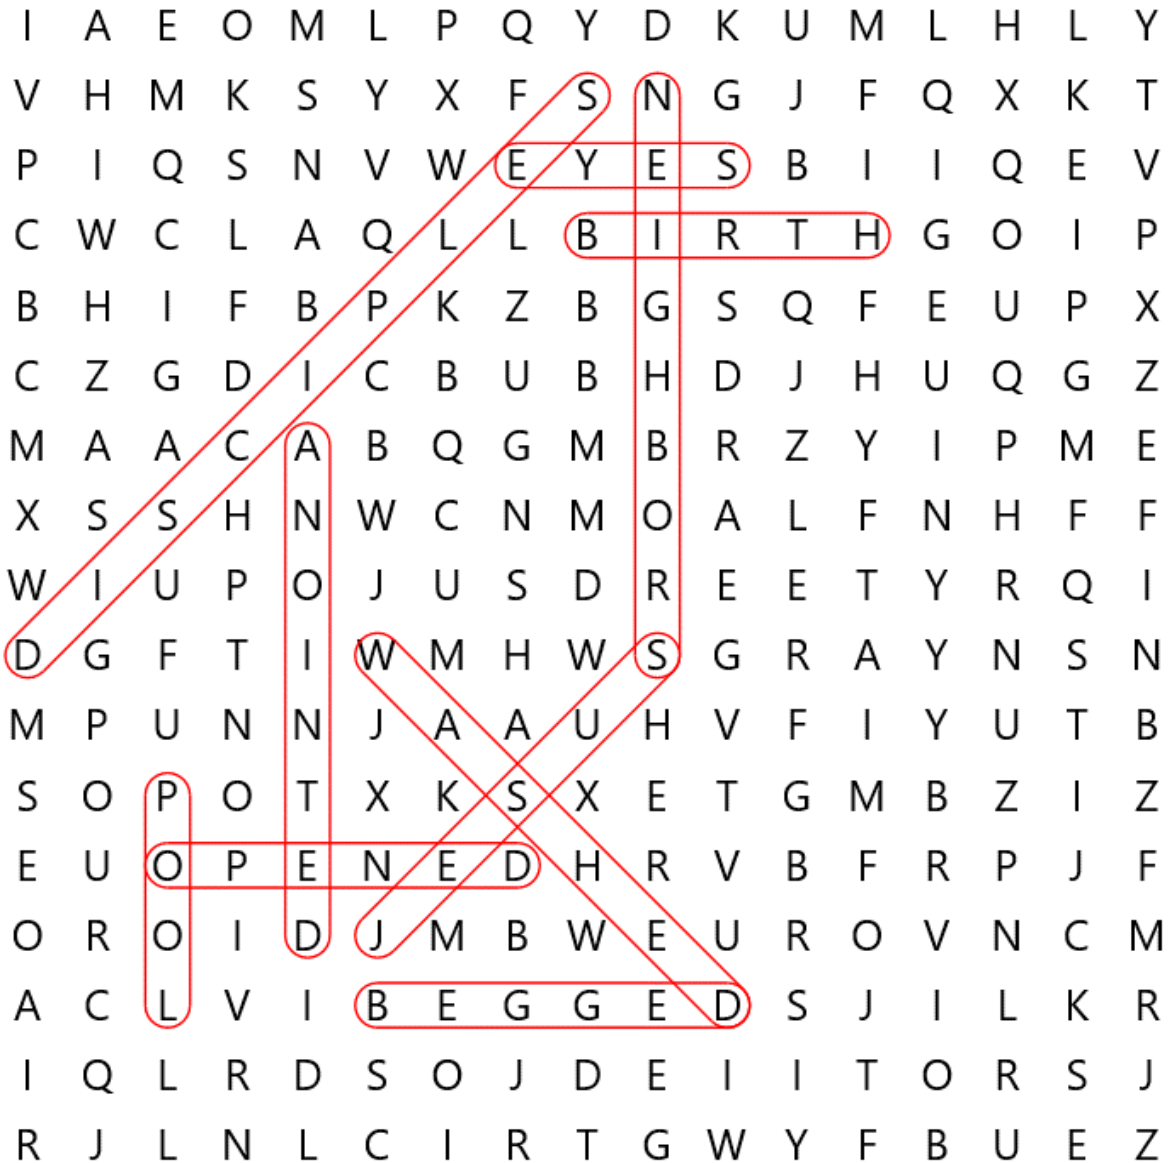 I A E O M L P Q Y D K U M L H L Y
V H M K S Y X F S N G J F Q X K T
P I Q S N V W E Y E S B I I Q E V
C W C L A Q L L B I R T H G O I P
B H I F B P K Z B G S Q F E U P X
C Z G D I C B U B H D J H U Q G Z
M A A C A B Q G M B R Z Y I P M E
X S S H N W C N M O A L F N H F F
W I U P O J U S D R E E T Y R Q I
D G F T I W M H W S G R A Y N S N
M P U N N J A A U H V F I Y U T B
S O P O T X K S X E T G M B Z I Z
E U O P E N E D H R V B F R P J F
O R O I D J M B W E U R O V N C M
A C L V I B E G G E D S J I L K R
I Q L R D S O J D E I I T O R S J
R J L N L C I R T G W Y F B U E Z